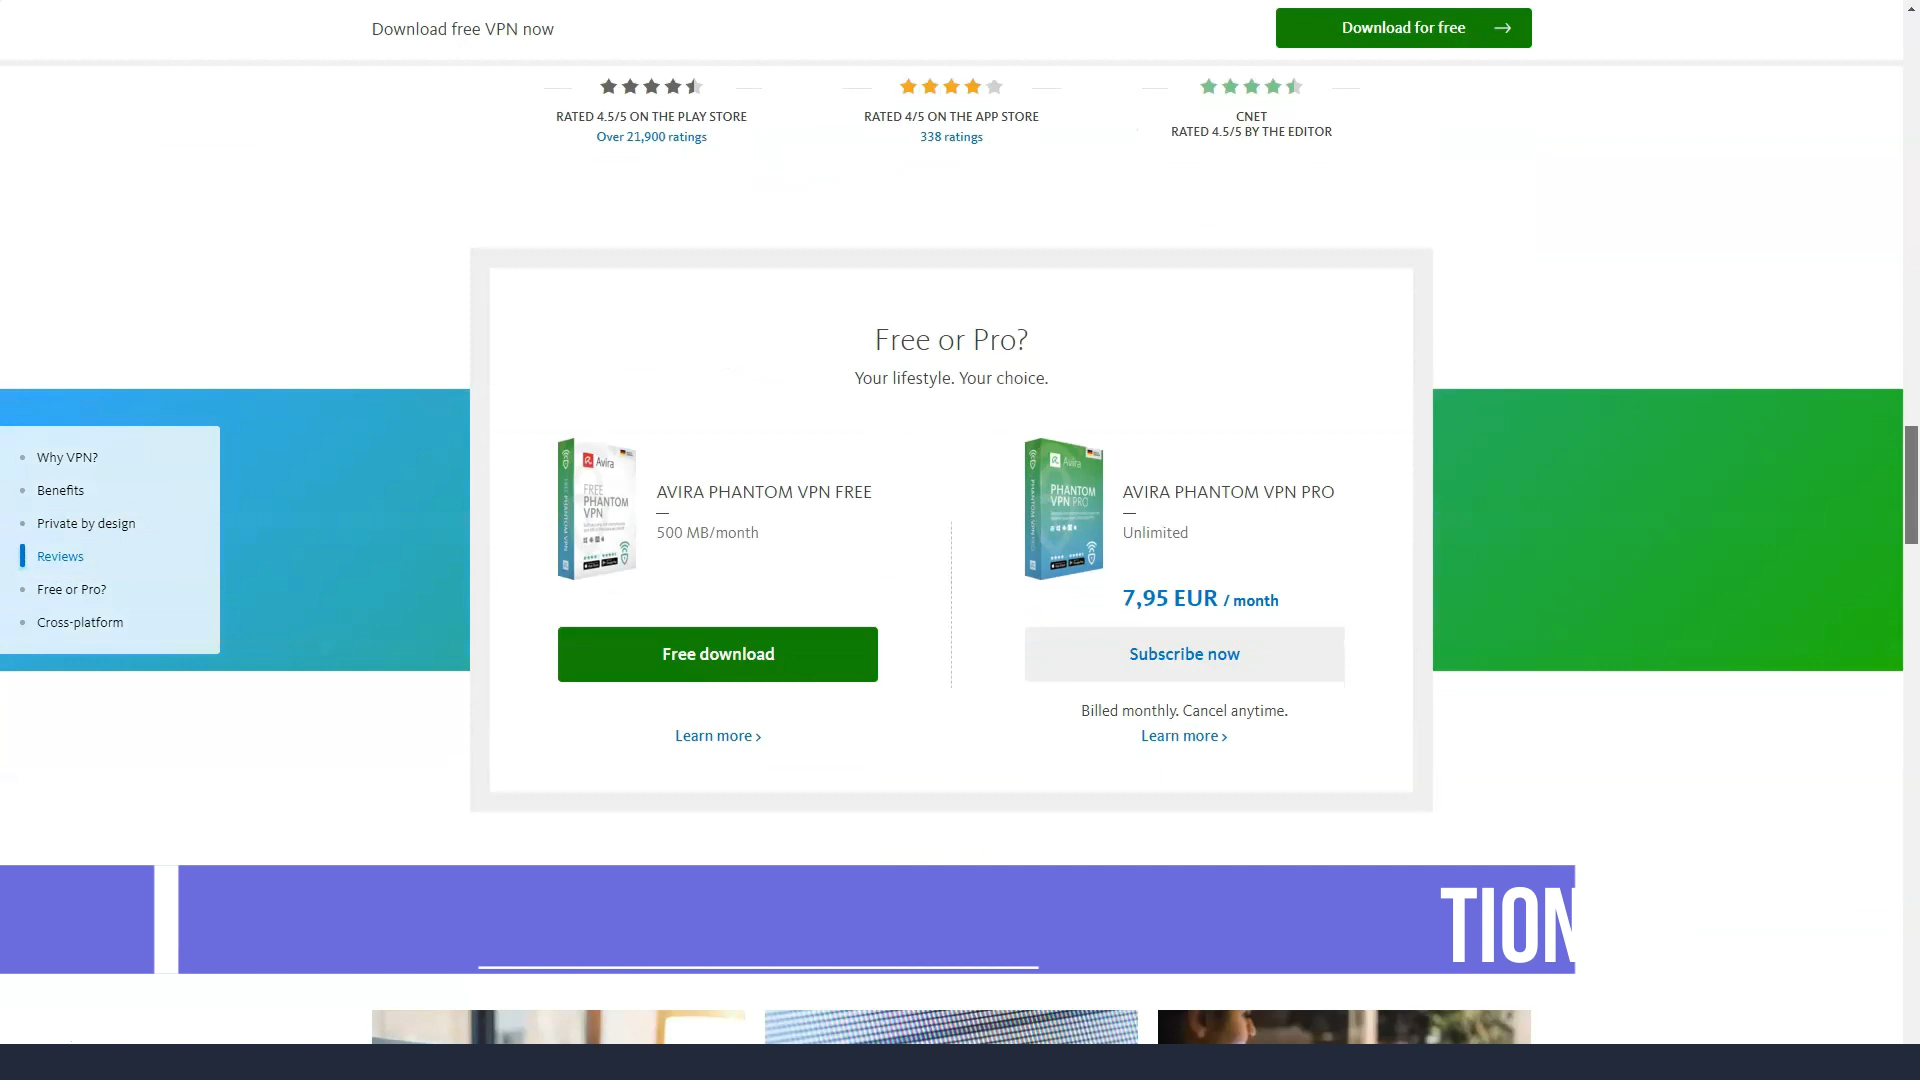 Download free VPN now
Download for free
RATED 4.5/5 ON THE PLAY STORE
Over 21,900 ratings
RATED 4/5 ON THE APP STORE
338 ratings
CNET
RATED 4.5/5 BY THE EDITOR
Free or Pro?
Your lifestyle. Your choice.
Why VPN?
Benefits
Private by design
Reviews
Free or Pro?
Cross-platform
Avira
FREE
PHANTOM
VPN
AVIRA PHANTOM VPN FREE
500 MB/month
Free download
Learn more ›
Avira
PHANTOM
VPN PRO
AVIRA PHANTOM VPN PRO
Unlimited
7,95 EUR / month
Subscribe now
Billed monthly. Cancel anytime.
Learn more ›
TION